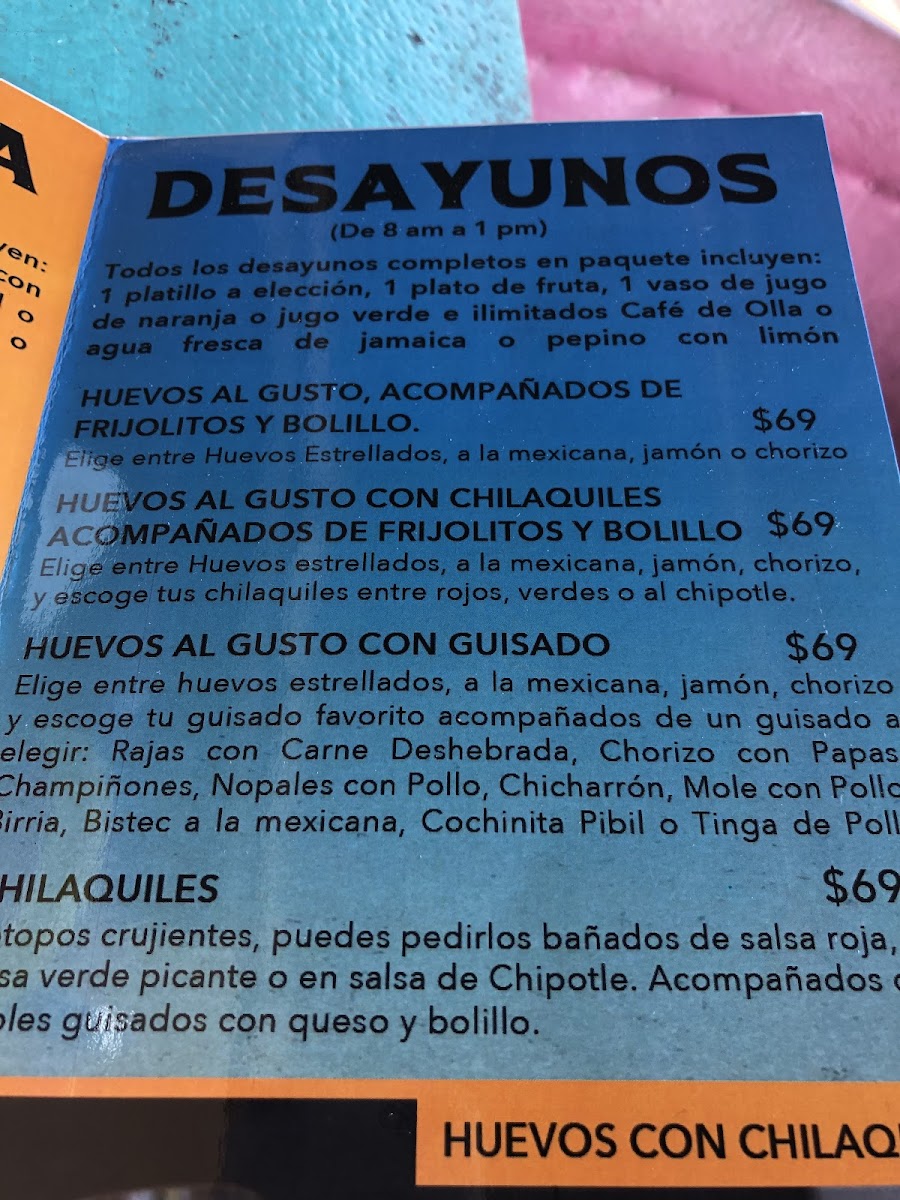 A
DESAYUNOS
(De 8 am a 1 pm)
Todos los desayunos completos en paquete incluyen:
1 platillo a elección, 1 plato de fruta, 1 vaso de jugo
de naranja o jugo verde e ilimitados Café de Olla o
agua fresca de jamaica o pepino con limón
HUEVOS AL GUSTO, ACOMPAÑADOS DE
FRIJOLITOS Y BOLILLO. $69
Elige entre Huevos Estrellados, a la mexicana, jamón o chorizo
HUEVOS AL GUSTO CON CHILAQUILES
ACOMPAÑADOS DE FRIJOLITOS Y BOLILLO $69
Elige entre Huevos estrellados, a la mexicana, jamón, chorizo,
y escoge tus chilaquiles entre rojos, verdes o al chipotle.
HUEVOS AL GUSTO CON GUISADO $69
Elige entre huevos estrellados, a la mexicana, jamón, chorizo
y escoge tu guisado favorito acompañados de un guisado a
elegir: Rajas con Carne Deshebrada, Chorizo con Papas
Champiñones, Nopales con Pollo, Chicharrón, Mole con Pollo
Birria, Bistec a la mexicana, Cochinita Pibil o Tinga de Poll
HILAQUILES $69
topos crujientes, puedes pedirlos bañados de salsa roja,
sa verde picante o en salsa de Chipotle. Acompañados
les guisados con queso y bolillo.
HUEVOS CON CHILAQ